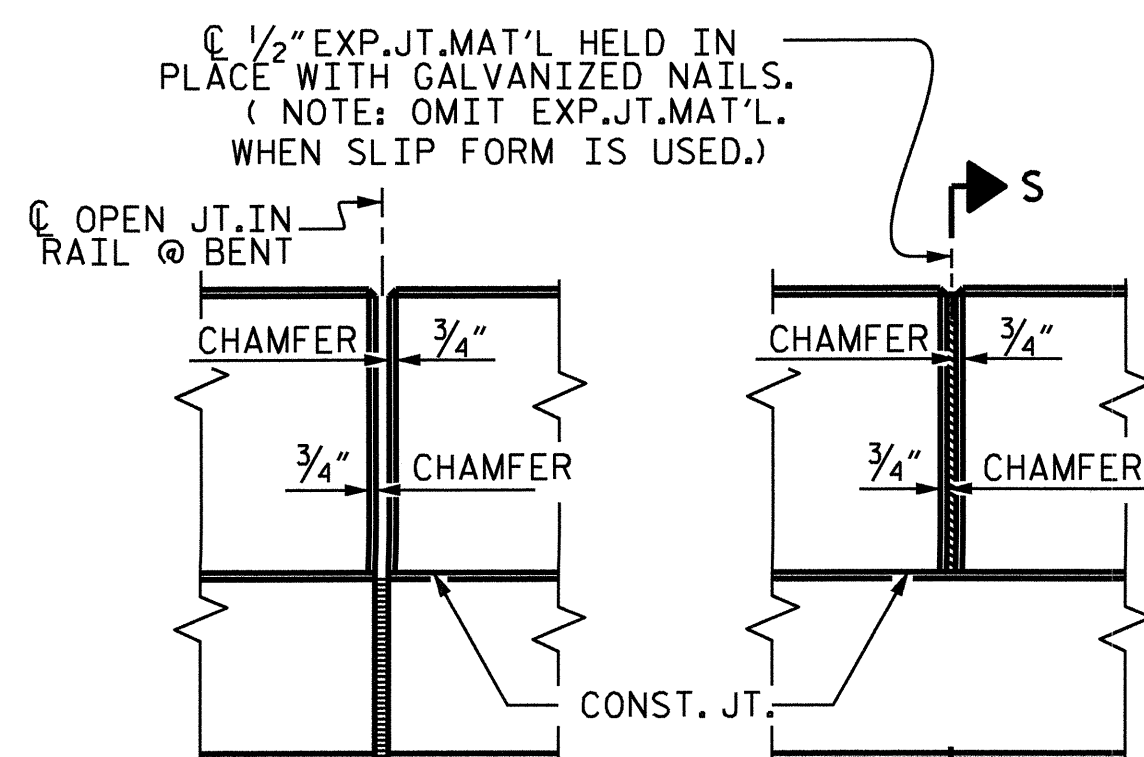 ℄ 1/2" EXP.JT.MAT'L HELD IN
PLACE WITH GALVANIZED NAILS.
( NOTE: OMIT EXP.JT.MAT'L.
WHEN SLIP FORM IS USED.)
S
℄ OPEN JT.IN
RAIL @ BENT
CHAMFER
3/4"
CHAMFER
3/4"
3/4"
CHAMFER
3/4"
CHAMFER
CONST. JT.